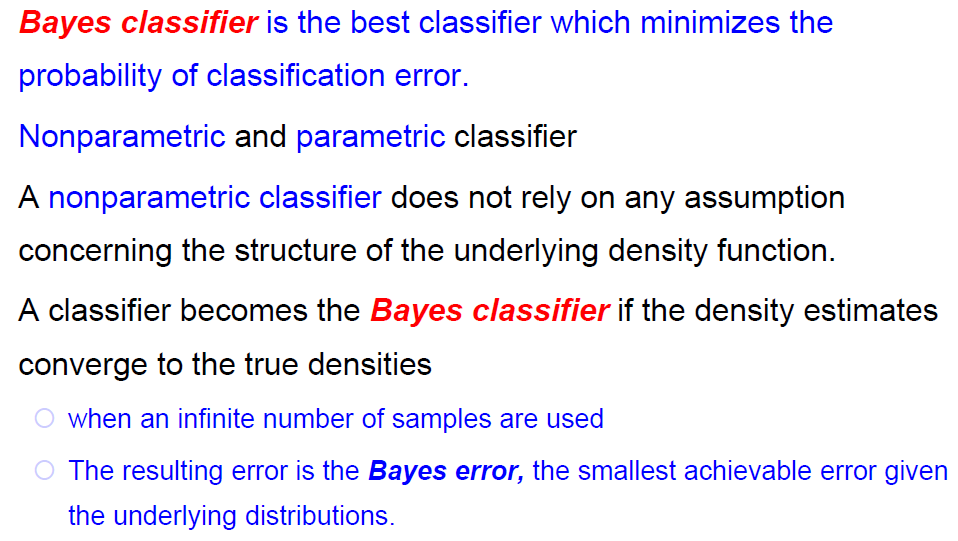 Bayes classifier is the best classifier which minimizes the
probability of classification error.
Nonparametric and parametric classifier
A nonparametric classifier does not rely on any assumption
concerning the structure of the underlying density function.
A classifier becomes the Bayes classifier if the density estimates
converge to the true densities
when an infinite number of samples are used
The resulting error is the Bayes error, the smallest achievable error given
the underlying distributions.